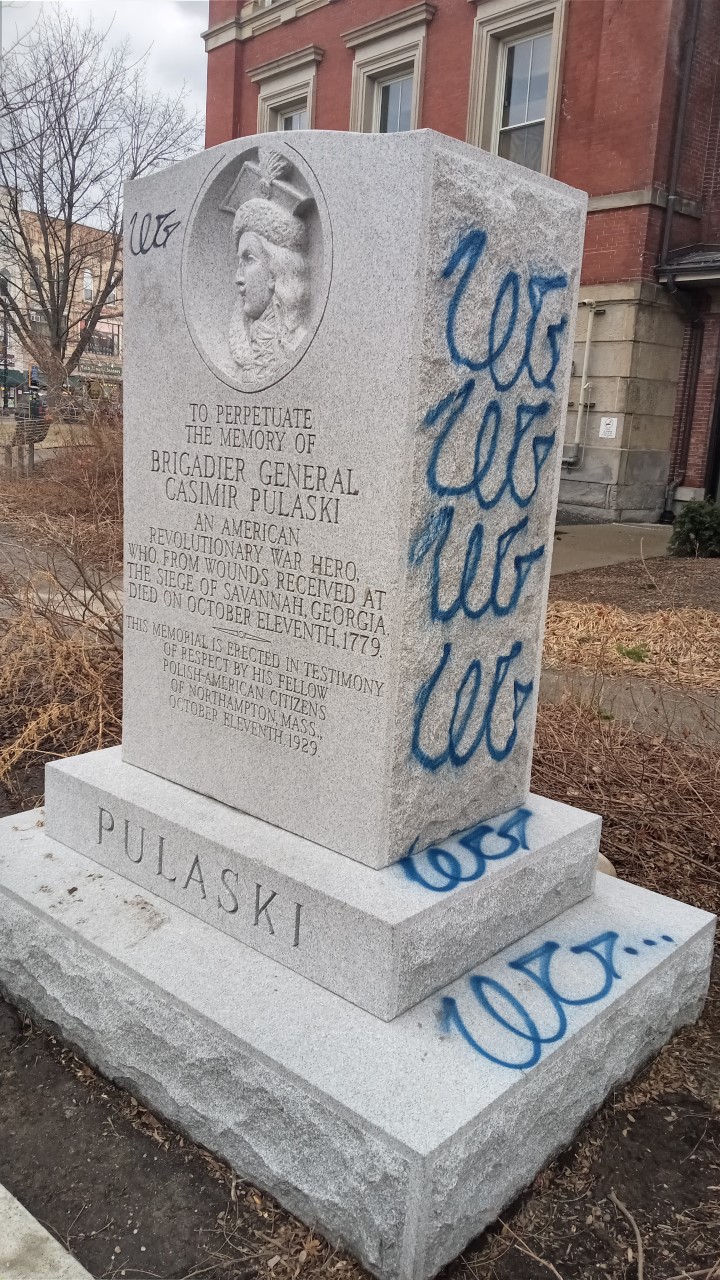 TO PERPETUATE
THE MEMORY OF
BRIGADIER GENERAL
CASIMIR PULASKI
AN AMERICAN
REVOLUTIONARY WAR HERO,
WHO, FROM WOUNDS RECEIVED AT
THE SIEGE OF SAVANNAH, GEORGIA.
DIED ON OCTOBER ELEVENTH, 1779.
THIS MEMORIAL IS ERECTED IN TESTIMONY
OF RESPECT BY HIS FELLOW
POLISH-AMERICAN CITIZENS
OF NORTHAMPTON, MASS.,
OCTOBER ELEVENTH, 1929.
PULASKI